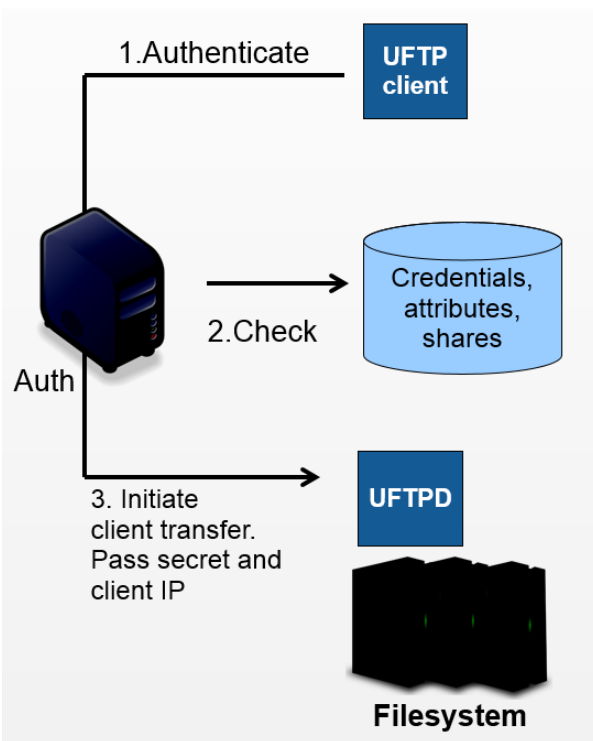 1.Authenticate
UFTP
client
Credentials,
attributes,
shares
2.Check
Auth
3. Initiate
client transfer.
Pass secret and
client IP
UFTPD
Filesystem